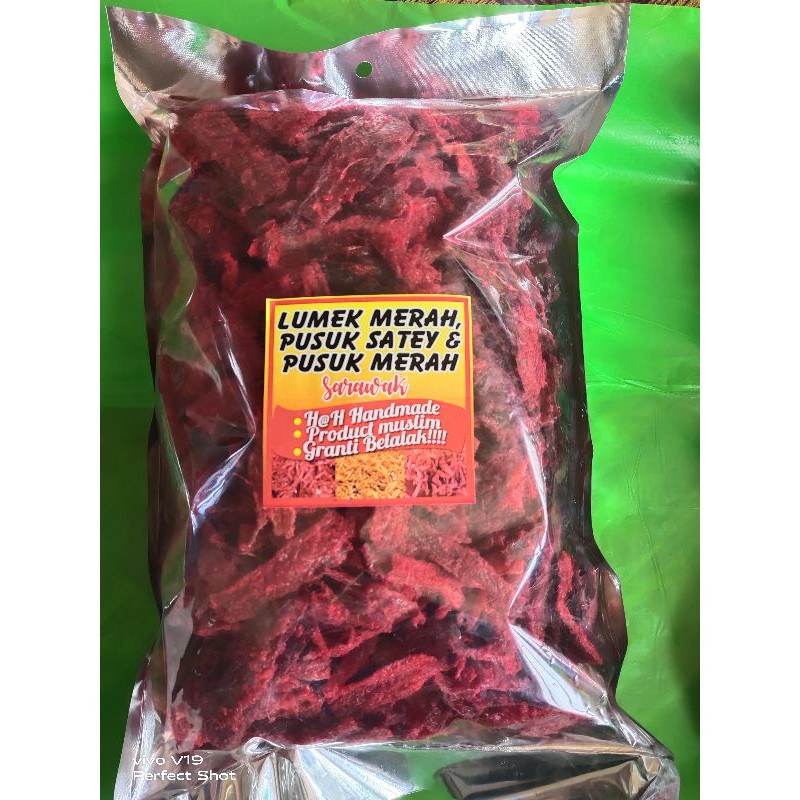 LUMEK MERAH,
PUSUK SATEY &
PUSUK MERAH
Sarawak
• H@H Handmade
• Product muslim
• Granti Belalak!!!!
vivo V19
Perfect Shot